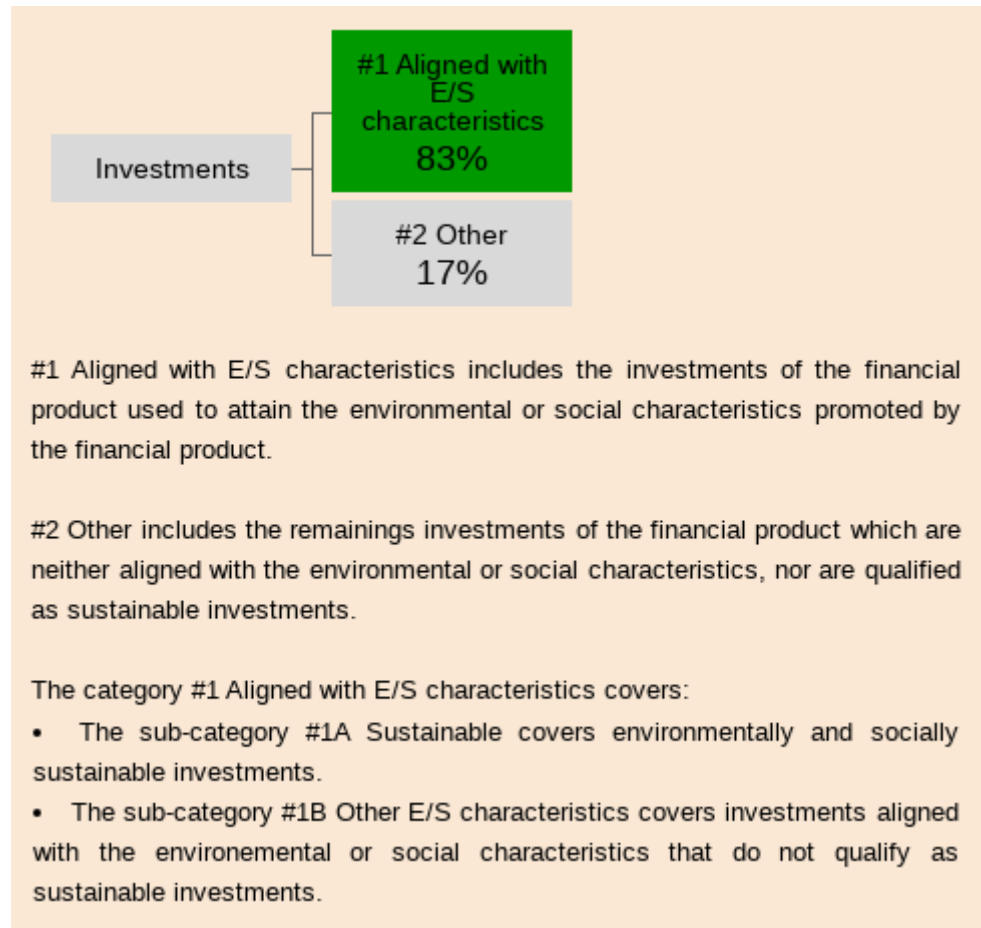 #1 Aligned with
E/S
characteristics
83%
Investments
#2 Other
17%
#1 Aligned with E/S characteristics includes the investments of the financial
product used to attain the environmental or social characteristics promoted by
the financial product.
#2 Other includes the remainings investments of the financial product which are
neither aligned with the environmental or social characteristics, nor are qualified
as sustainable investments.
The category #1 Aligned with E/S characteristics covers:
• The sub-category #1A Sustainable covers environmentally and socially
sustainable investments.
• The sub-category #1B Other E/S characteristics covers investments aligned
with the environemental or social characteristics that do not qualify as
sustainable investments.